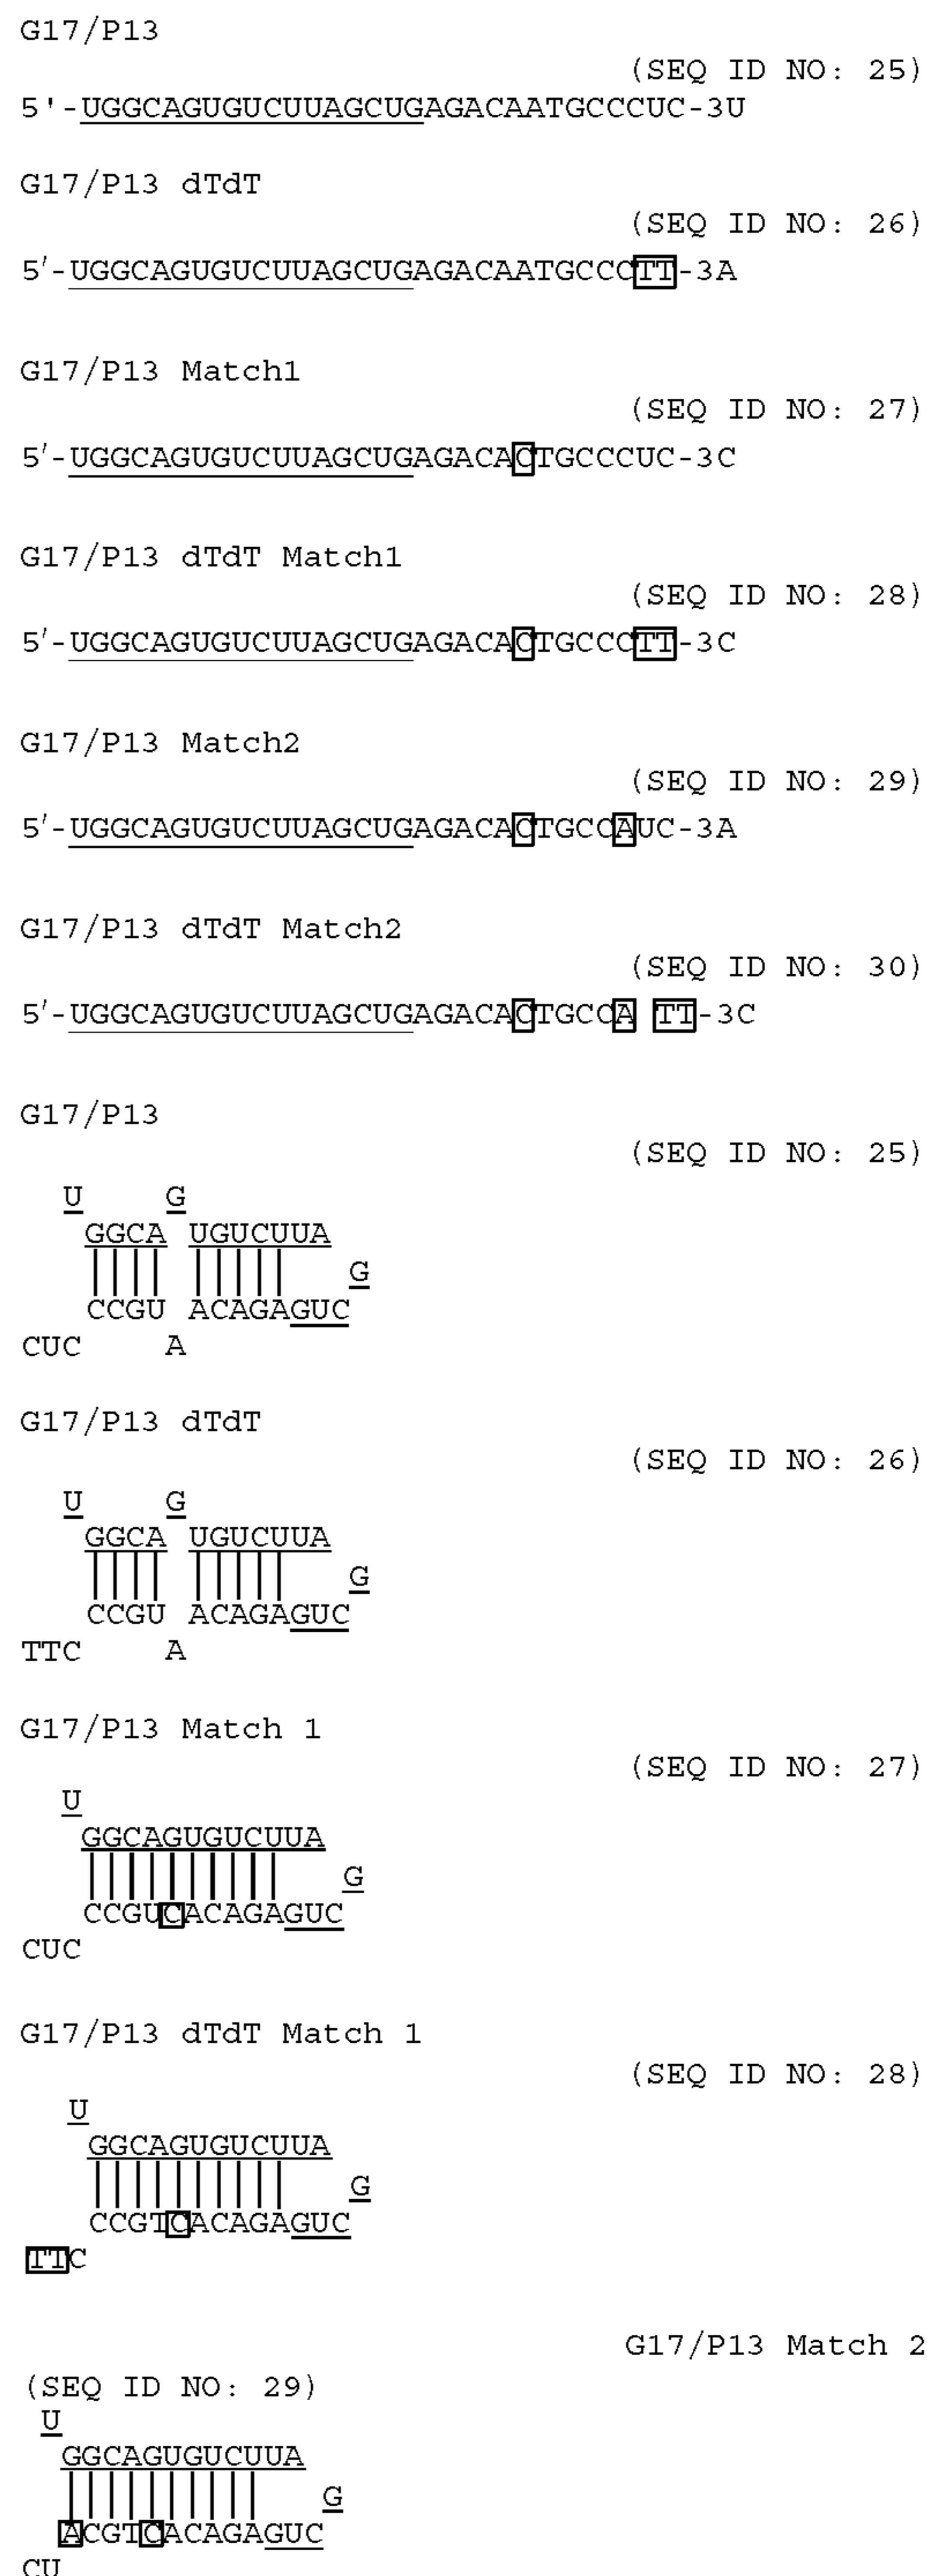 G17/P13
(SEQ ID NO: 25)
5'-UGGCAGUGUCUUAGCUGAGACAATGCCCUC-3U
G17/P13 dTdT
(SEQ ID NO: 26)
5'-UGGCAGUGUCUUAGCUGAGACAATGCCCTT-3A
G17/P13 Match1
(SEQ ID NO: 27)
5'-UGGCAGUGUCUUAGCUGAGACACTGCCCUC-3C
G17/P13 dTdT Match1
(SEQ ID NO: 28)
5'-UGGCAGUGUCUUAGCUGAGACACTGCCCTT-3C
G17/P13 Match2
(SEQ ID NO: 29)
5'-UGGCAGUGUCUUAGCUGAGACACTGCCAUC-3A
G17/P13 dTdT Match2
(SEQ ID NO: 30)
5'-UGGCAGUGUCUUAGCUGAGACACTGCCA TT-3C
G17/P13
(SEQ ID NO: 25)
U G
GGCA UGUCUUA
G
CCGU ACAGAGUC
CUC A
G17/P13 dTdT
(SEQ ID NO: 26)
U G
GGCA UGUCUUA
G
CCGU ACAGAGUC
TTC A
G17/P13 Match 1
(SEQ ID NO: 27)
U
GGCAGUGUCUUA
G
CCGUCACAGAGUC
CUC
G17/P13 dTdT Match 1
(SEQ ID NO: 28)
U
GGCAGUGUCUUA
G
CCGTCACAGAGUC
TTC
G17/P13 Match 2
(SEQ ID NO: 29)
U
GGCAGUGUCUUA
G
ACGTCACAGAGUC
CU